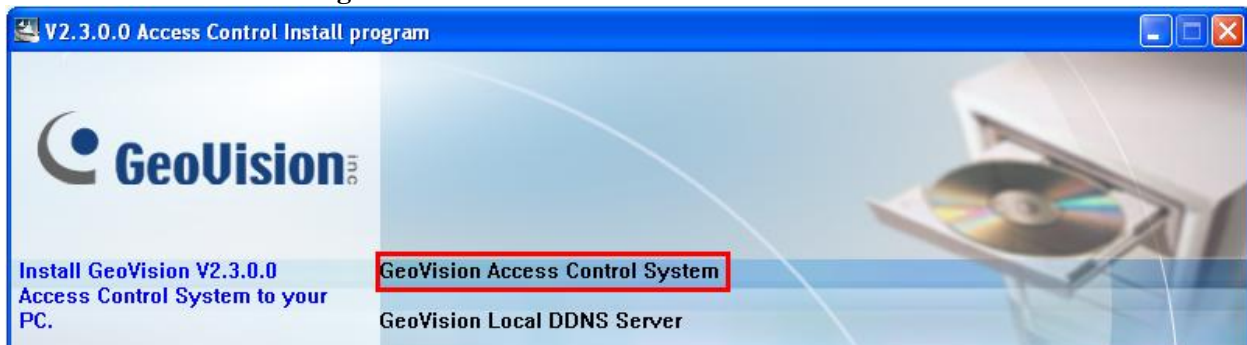 V2.3.0.0 Access Control Install program
GeoVision inc
Install GeoVision V2.3.0.0
Access Control System to your
PC.
GeoVision Access Control System
GeoVision Local DDNS Server